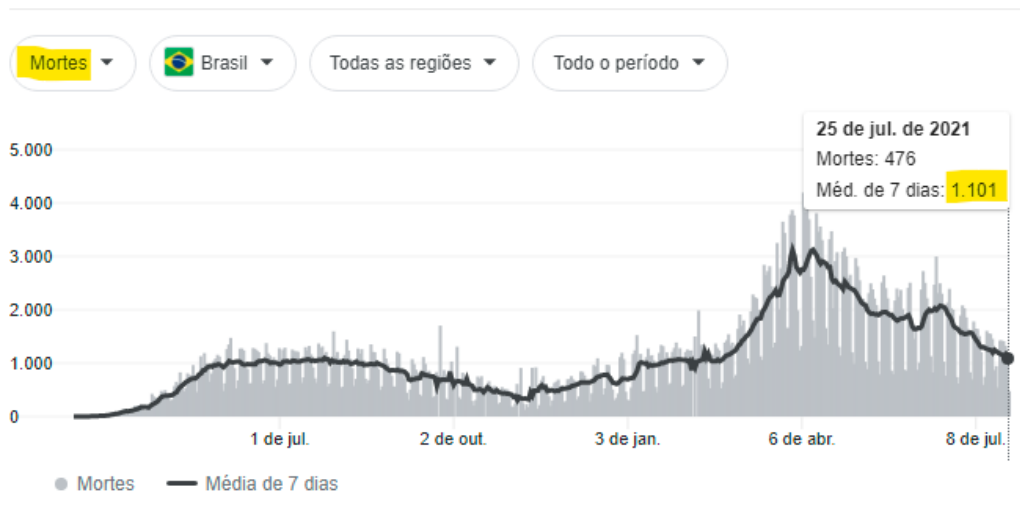 Mortes Brasil Todas as regiões Todo o período
25 de jul. de 2021
Mortes: 476
Méd. de 7 dias: 1.101
5.000
4.000
3.000
2.000
1.000
0
1 de jul. 2 de out. 3 de jan. 6 de abr. 8 de jul.
Mortes Média de 7 dias